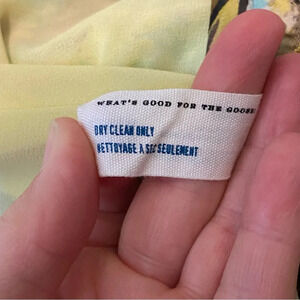 WHAT'S GOOD FOR THE GOOSE
DRY CLEAN ONLY
NETTOYAGE A SEC SEULEMENT